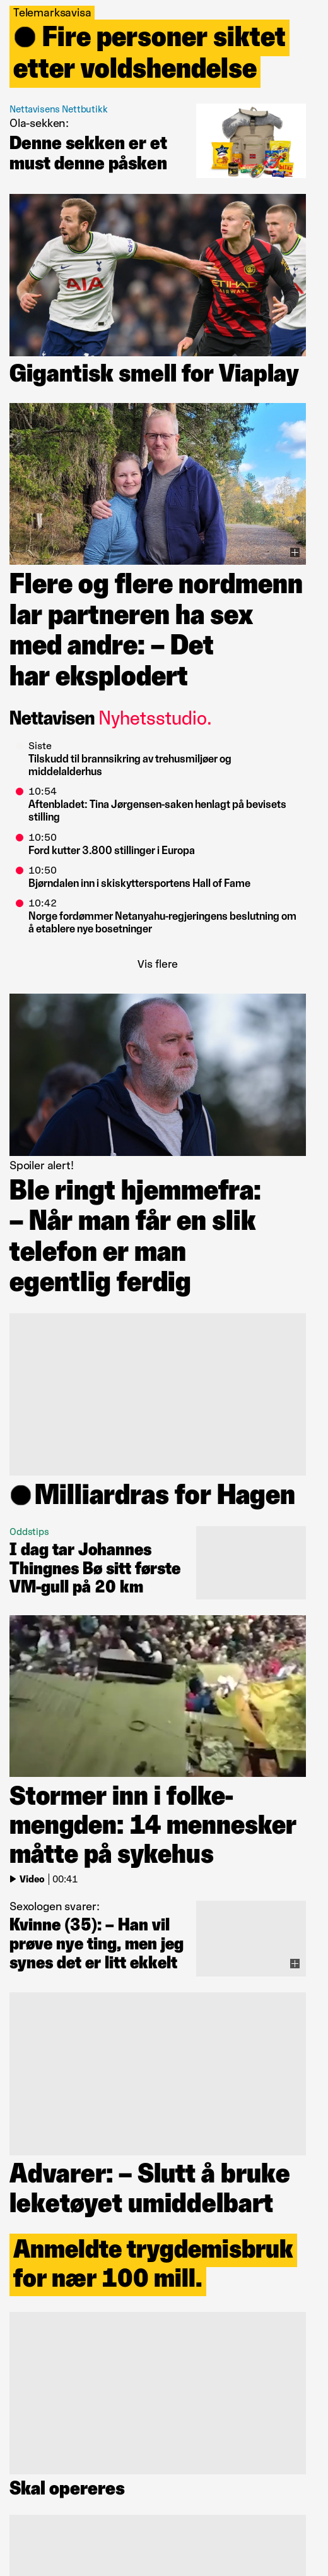 Telemarksavisa
Fire personer siktet
etter voldshendelse
Nettavisens Nettbutikk
Ola-sekken:
Denne sekken er et
must denne påsken
AIA
ETIHAD
AIRWAYS
Gigantisk smell for Viaplay
Flere og flere nordmenn
lar partneren ha sex
med andre: – Det
har eksplodert
Nettavisen Nyhetsstudio.
Siste
Tilskudd til brannsikring av trehusmiljøer og
middelalderhus
10:54
Aftenbladet: Tina Jørgensen-saken henlagt på bevisets
stilling
10:50
Ford kutter 3.800 stillinger i Europa
10:50
Bjørndalen inn i skiskyttersportens Hall of Fame
10:42
Norge fordømmer Netanyahu-regjeringens beslutning om
å etablere nye bosetninger
Vis flere
Spoiler alert!
Ble ringt hjemmefra:
– Når man får en slik
telefon er man
egentlig ferdig
Milliardras for Hagen
Oddstips
I dag tar Johannes
Thingnes Bø sitt første
VM-gull på 20 km
Stormer inn i folke-
mengden: 14 mennesker
måtte på sykehus
Video | 00:41
Sexologen svarer:
Kvinne (35): – Han vil
prøve nye ting, men jeg
synes det er litt ekkelt
Advarer: – Slutt å bruke
leketøyet umiddelbart
Anmeldte trygdemisbruk
for nær 100 mill.
Skal opereres